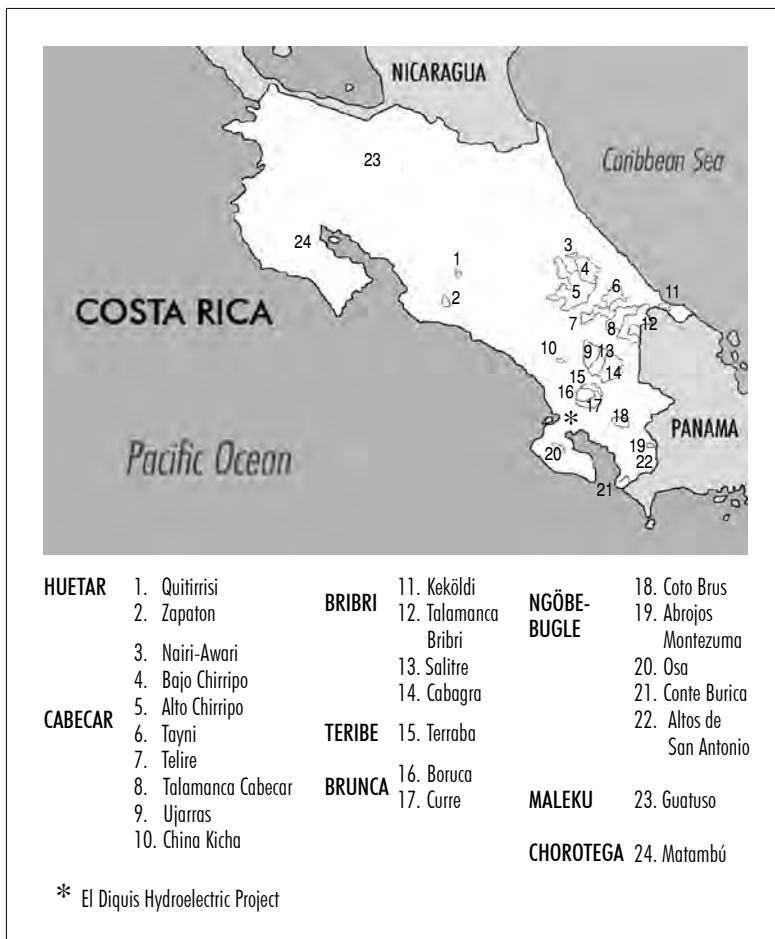 NICARAGUA
Caribbean Sea
23
24
3
1
4
6
5
11
2
7
8
12
COSTA RICA
10
9
13
15
14
16
17
18
*
PANAMA
19
20
22
Pacific Ocean
21
HUETAR
1. Quitirrisi
2. Zapaton
CABECAR
3. Nairi-Awari
4. Bajo Chirripo
5. Alto Chirripo
6. Tayni
7. Telire
8. Talamanca Cabecar
9. Ujarras
10. China Kicha
BRIBRI
11. Keköldi
12. Talamanca
Bribri
13. Salitre
14. Cabagra
TERIBE
15. Terraba
BRUNCA
16. Boruca
17. Curre
NGÖBE-
BUGLE
18. Coto Brus
19. Abrojos
Montezuma
20. Osa
21. Conte Burica
22. Altos de
San Antonio
MALEKU
23. Guatuso
CHOROTEGA
24. Matambú
* El Diquis Hydroelectric Project